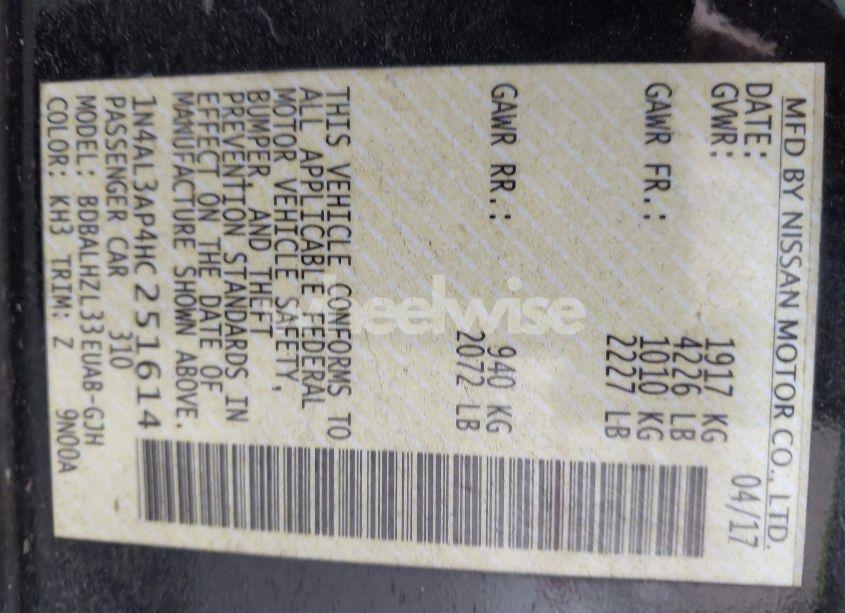 MFD BY NISSAN MOTOR CO., LTD.
DATE: 04/17
GVWR: 1917 KG
4226 LB
GAWR FR.: 1010 KG
2227 LB
GAWR RR.: 940 KG
2072 LB
THIS VEHICLE CONFORMS TO
ALL APPLICABLE FEDERAL
MOTOR VEHICLE SAFETY,
BUMPER, AND THEFT
PREVENTION STANDARDS IN
EFFECT ON THE DATE OF
MANUFACTURE SHOWN ABOVE.
1N4AL3AP4HC251614
PASSENGER CAR 310
MODEL: BDBALHZL33EUAB-GJH
COLOR: KH3 TRIM: Z 9N00A
wheelwise